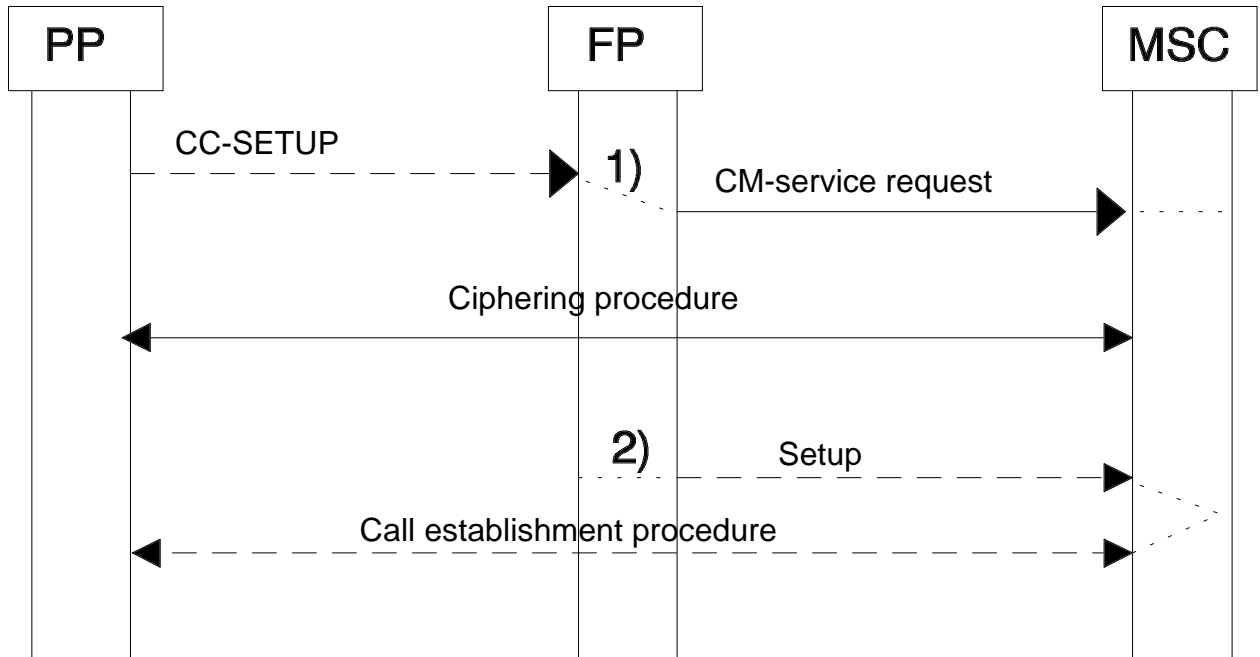 PP
FP
MSC
CC-SETUP
1)
CM-service request
Ciphering procedure
2)
Setup
Call establishment procedure